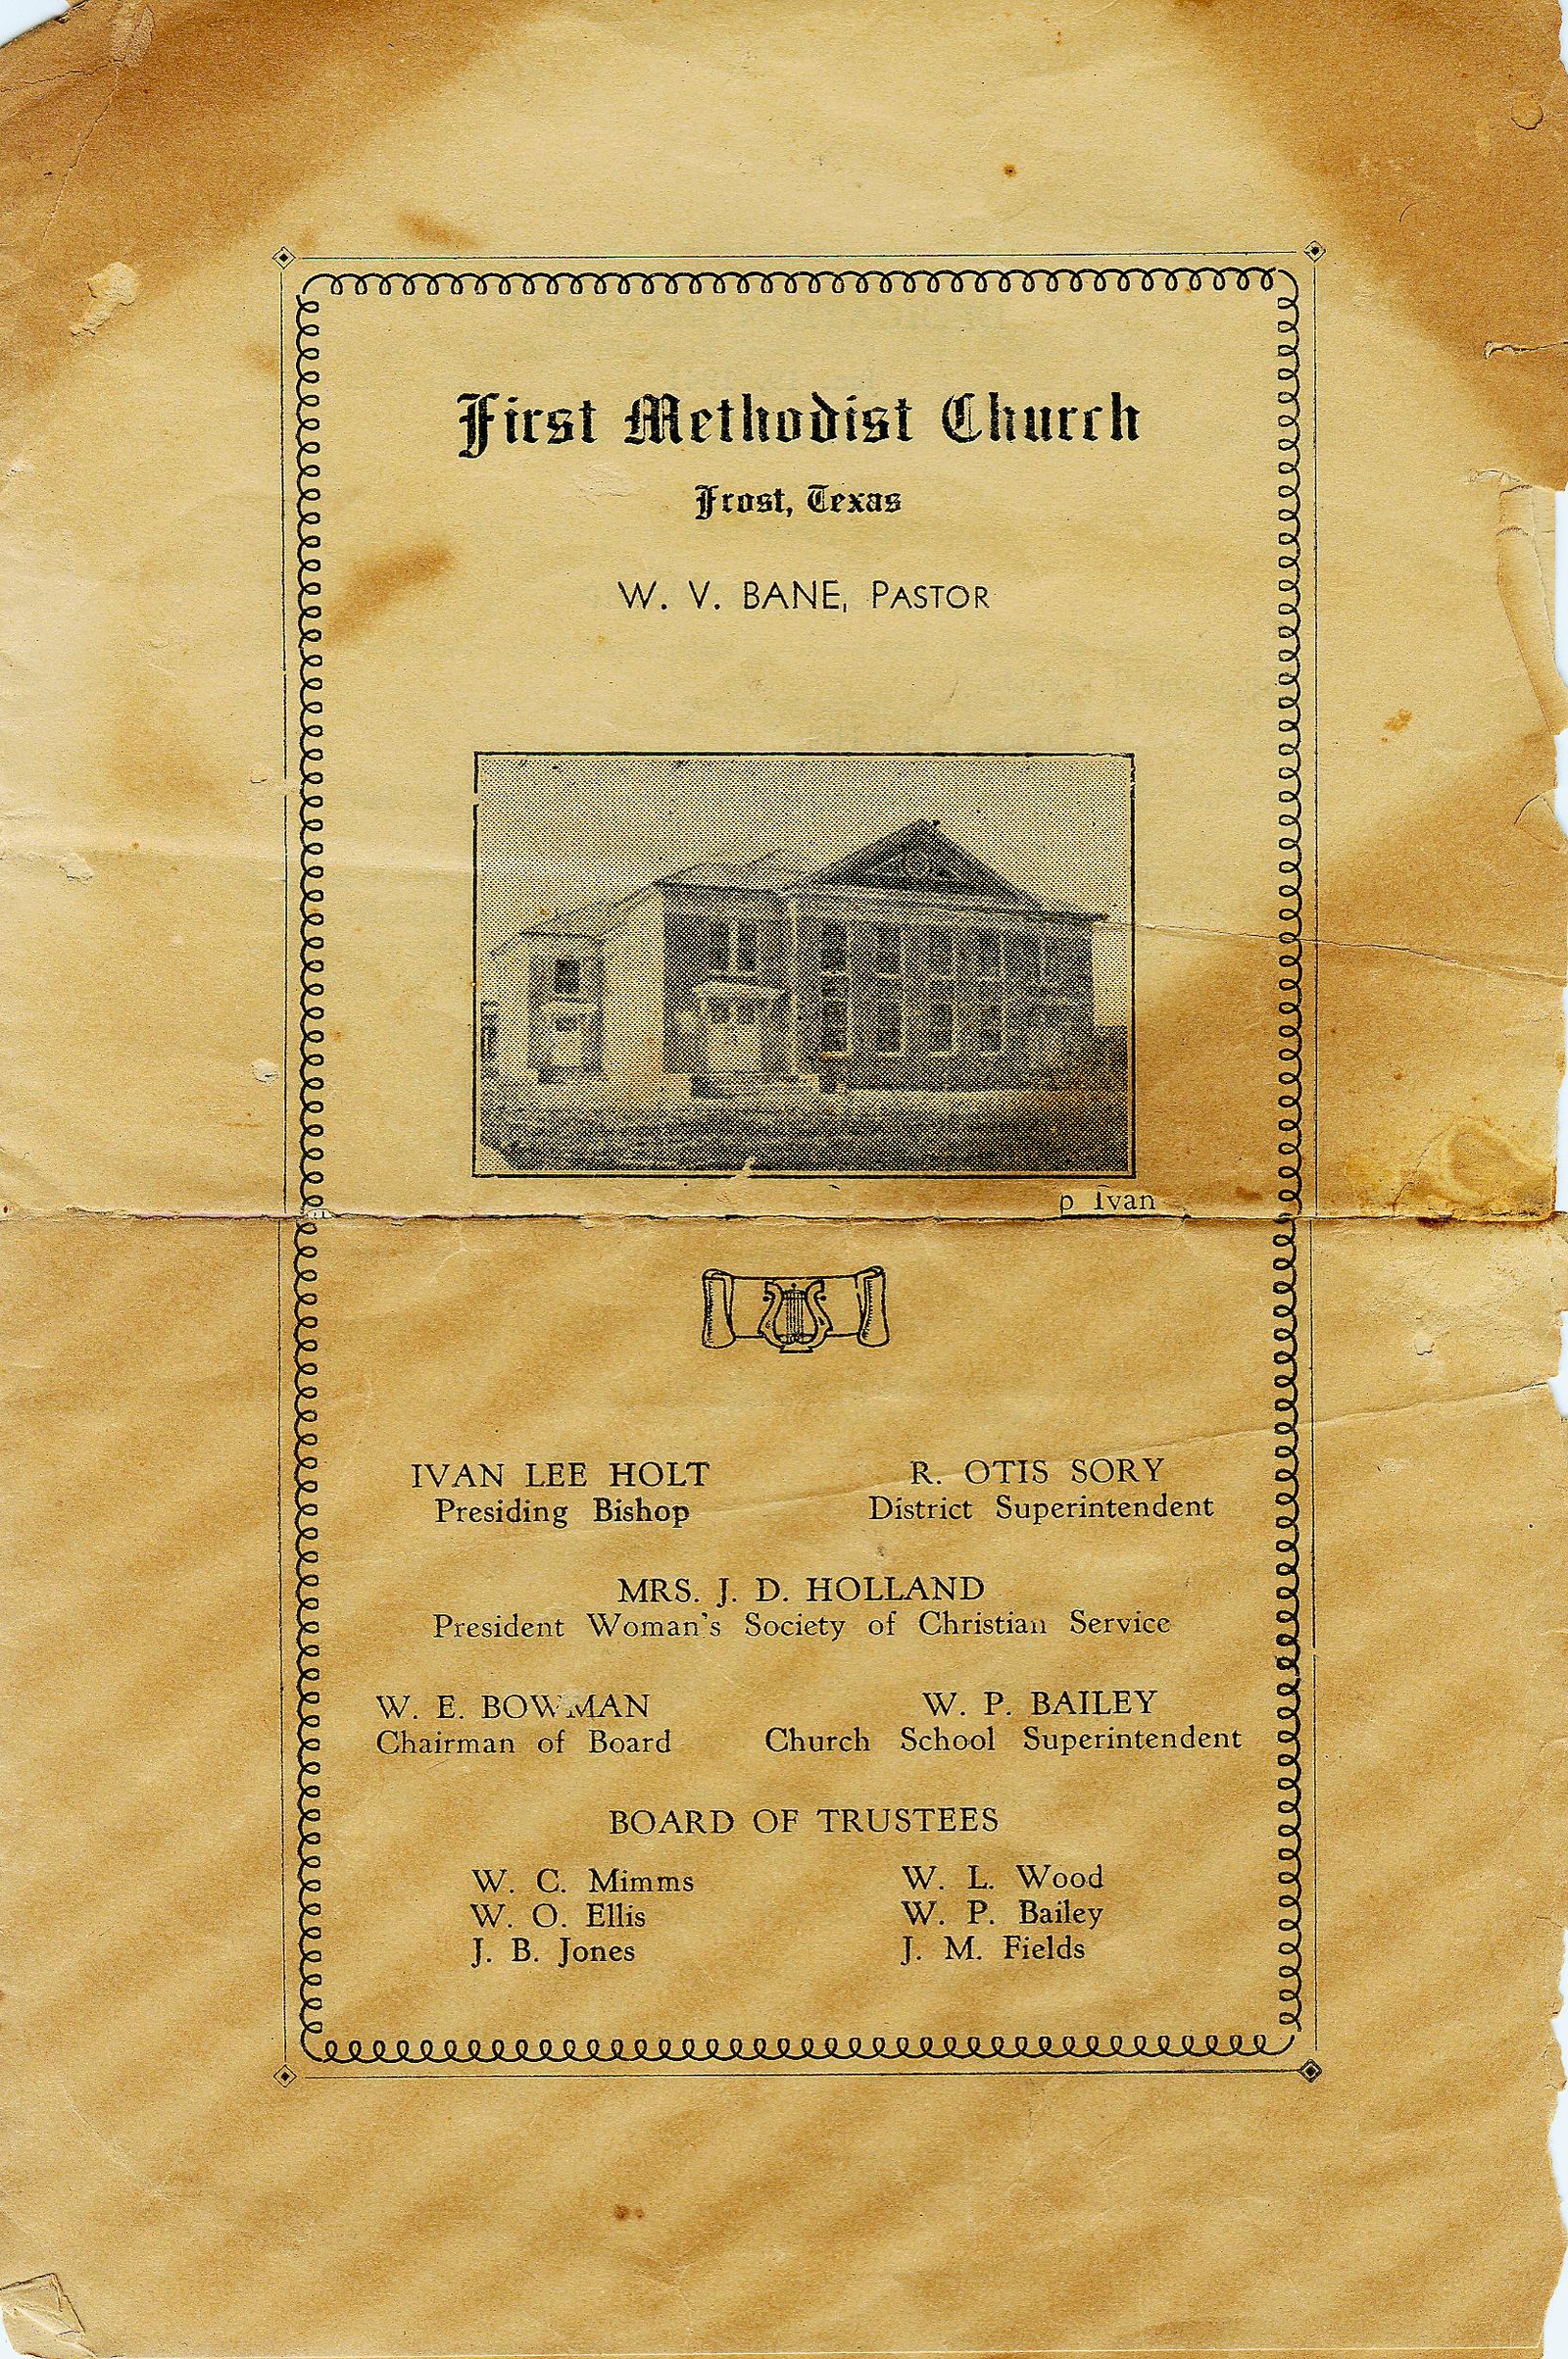 First Methodist Church
Frost, Texas
W. V. BANE, PASTOR
p Ivan
IVAN LEE HOLT
Presiding Bishop
R. OTIS SORY
District Superintendent
MRS. J. D. HOLLAND
President Woman's Society of Christian Service
W. E. BOWMAN
Chairman of Board
W. P. BAILEY
Church School Superintendent
BOARD OF TRUSTEES
W. C. Mimms
W. O. Ellis
J. B. Jones
W. L. Wood
W. P. Bailey
J. M. Fields